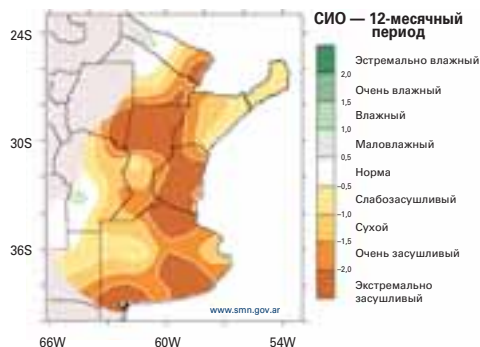 СИО — 12-месячный
период
24S
30S
36S
66W
60W
54W
www.smn.gov.ar
Эстремально влажный
2,0
Очень влажный
1,5
Влажный
1,0
Маловлажный
0,5
Норма
–0,5
Слабозасушливый
–1,0
Сухой
–1,5
Очень засушливый
–2,0
Экстремально
засушливый